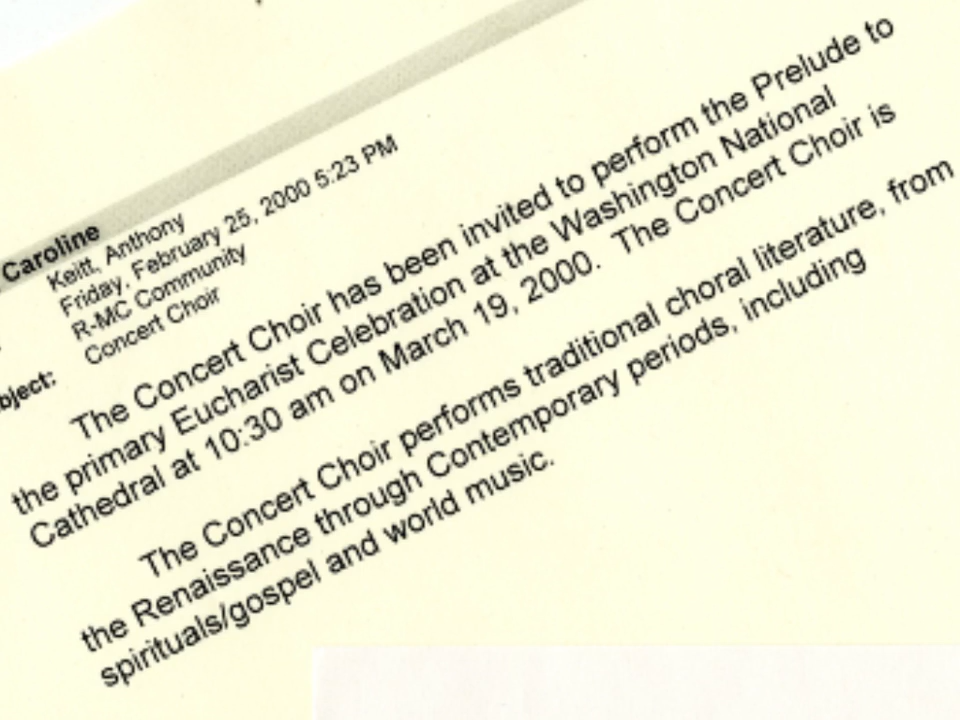 Caroline
Keitt, Anthony
Friday, February 25, 2000 5:23 PM
R-MC Community
bject: Concert Choir
The Concert Choir has been invited to perform the Prelude to
the primary Eucharist Celebration at the Washington National
Cathedral at 10:30 am on March 19, 2000. The Concert Choir is
The Concert Choir performs traditional choral literature, from
the Renaissance through Contemporary periods, including
spirituals/gospel and world music.